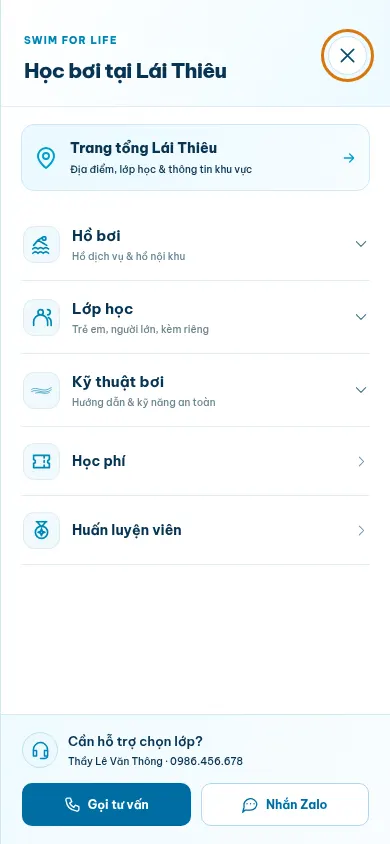 SWIM FOR LIFE
Học bơi tại Lái Thiêu
Trang tổng Lái Thiêu
Địa điểm, lớp học & thông tin khu vực
Hồ bơi
Hồ dịch vụ & hồ nội khu
Lớp học
Trẻ em, người lớn, kèm riêng
Kỹ thuật bơi
Hướng dẫn & kỹ năng an toàn
Học phí
Huấn luyện viên
Cần hỗ trợ chọn lớp?
Thầy Lê Văn Thông · 0986.456.678
Gọi tư vấn
Nhắn Zalo